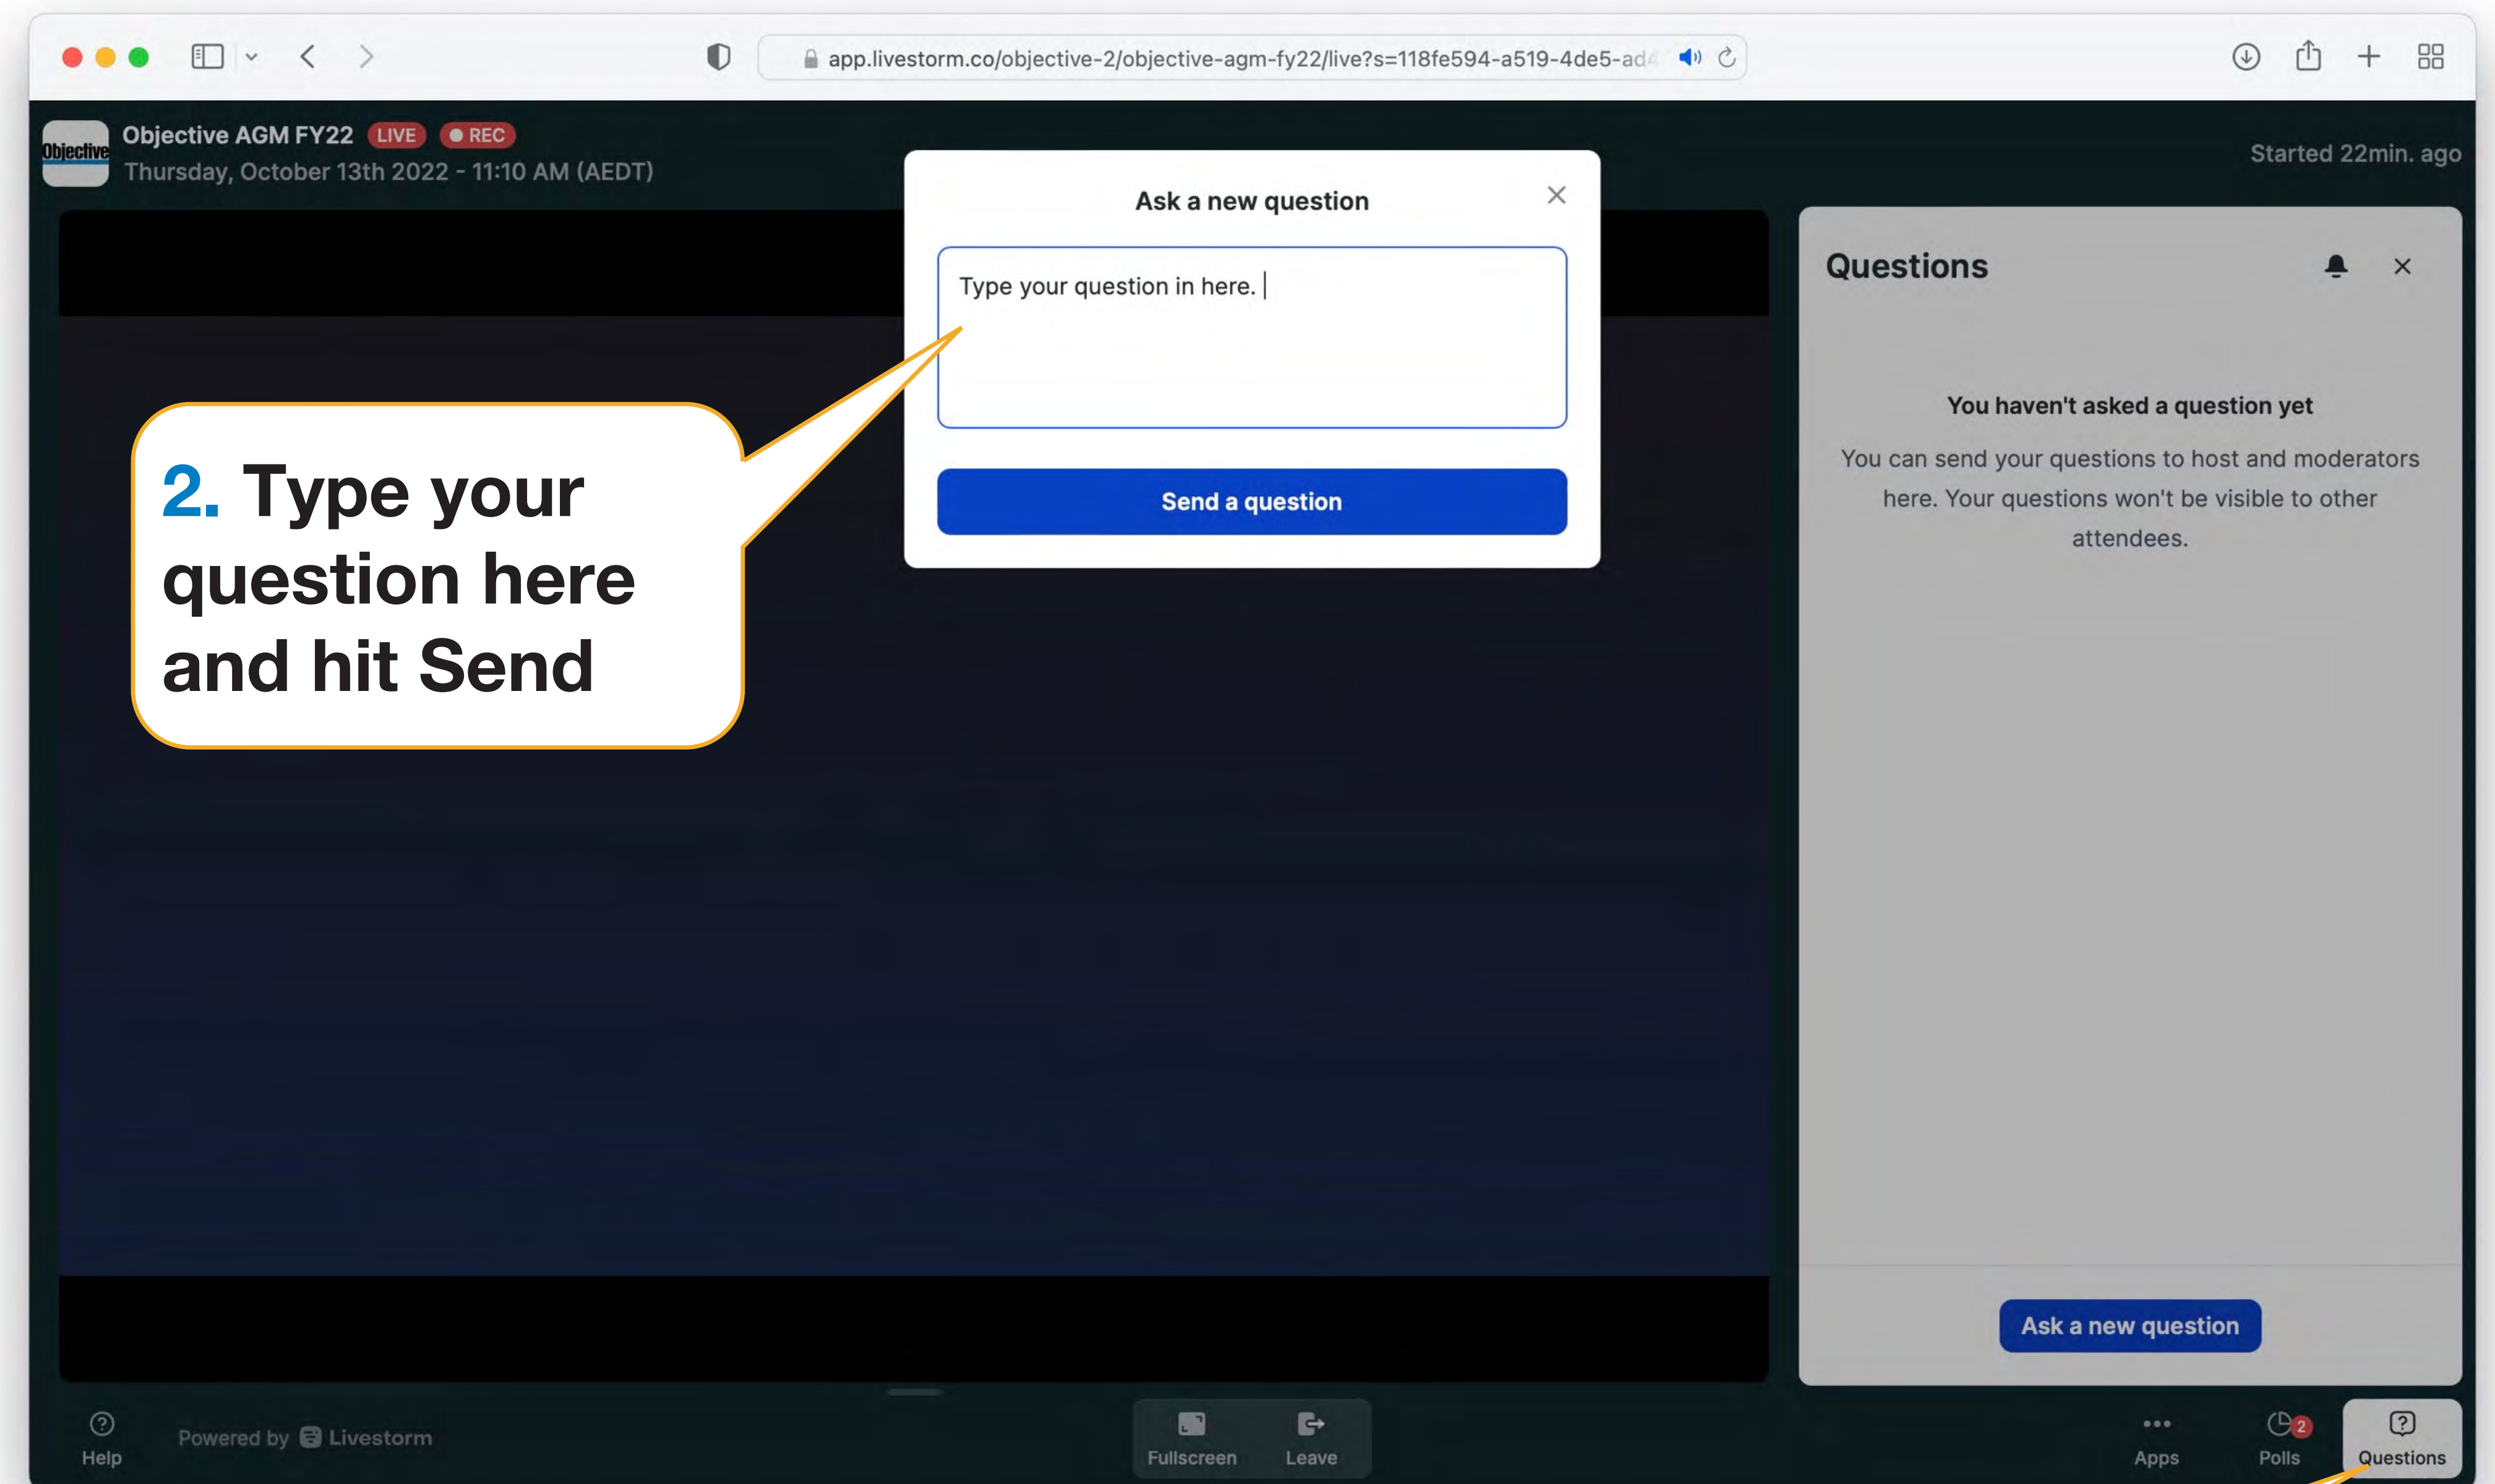 app.livestorm.co/objective-2/objective-agm-fy22/live?s=118fe594-a519-4de5-ad4
Objective
Objective AGM FY22 LIVE REC
Thursday, October 13th 2022 - 11:10 AM (AEDT)
Started 22min. ago
Ask a new question
Type your question in here.
Send a question
2. Type your
question here
and hit Send
Questions
You haven't asked a question yet
You can send your questions to host and moderators
here. Your questions won't be visible to other
attendees.
Ask a new question
Help
Powered by Livestorm
Fullscreen
Leave
Apps
2
Polls
Questions